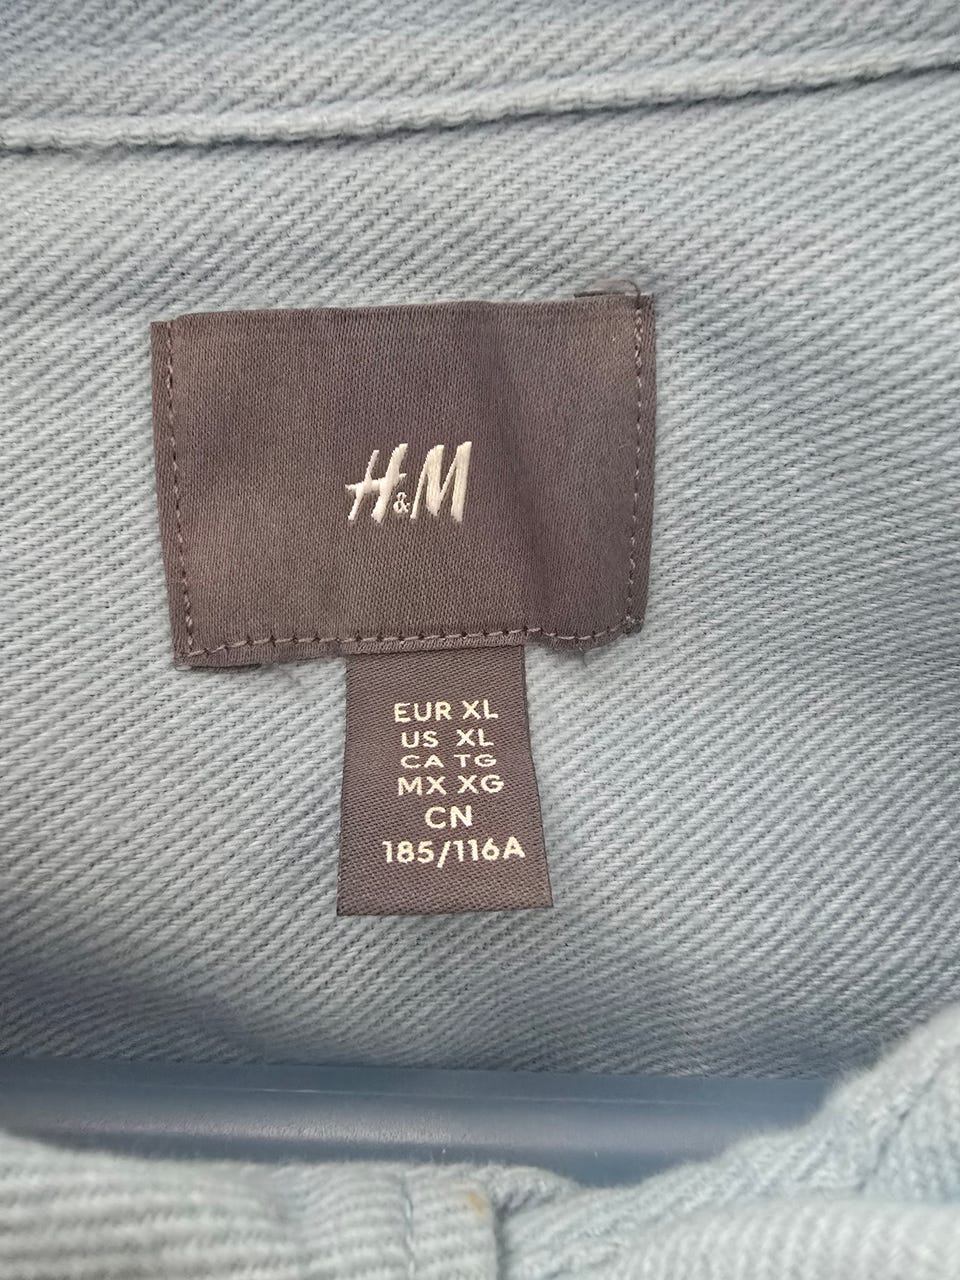 H&M
EUR XL
US XL
CA TG
MX XG
CN
185/116A